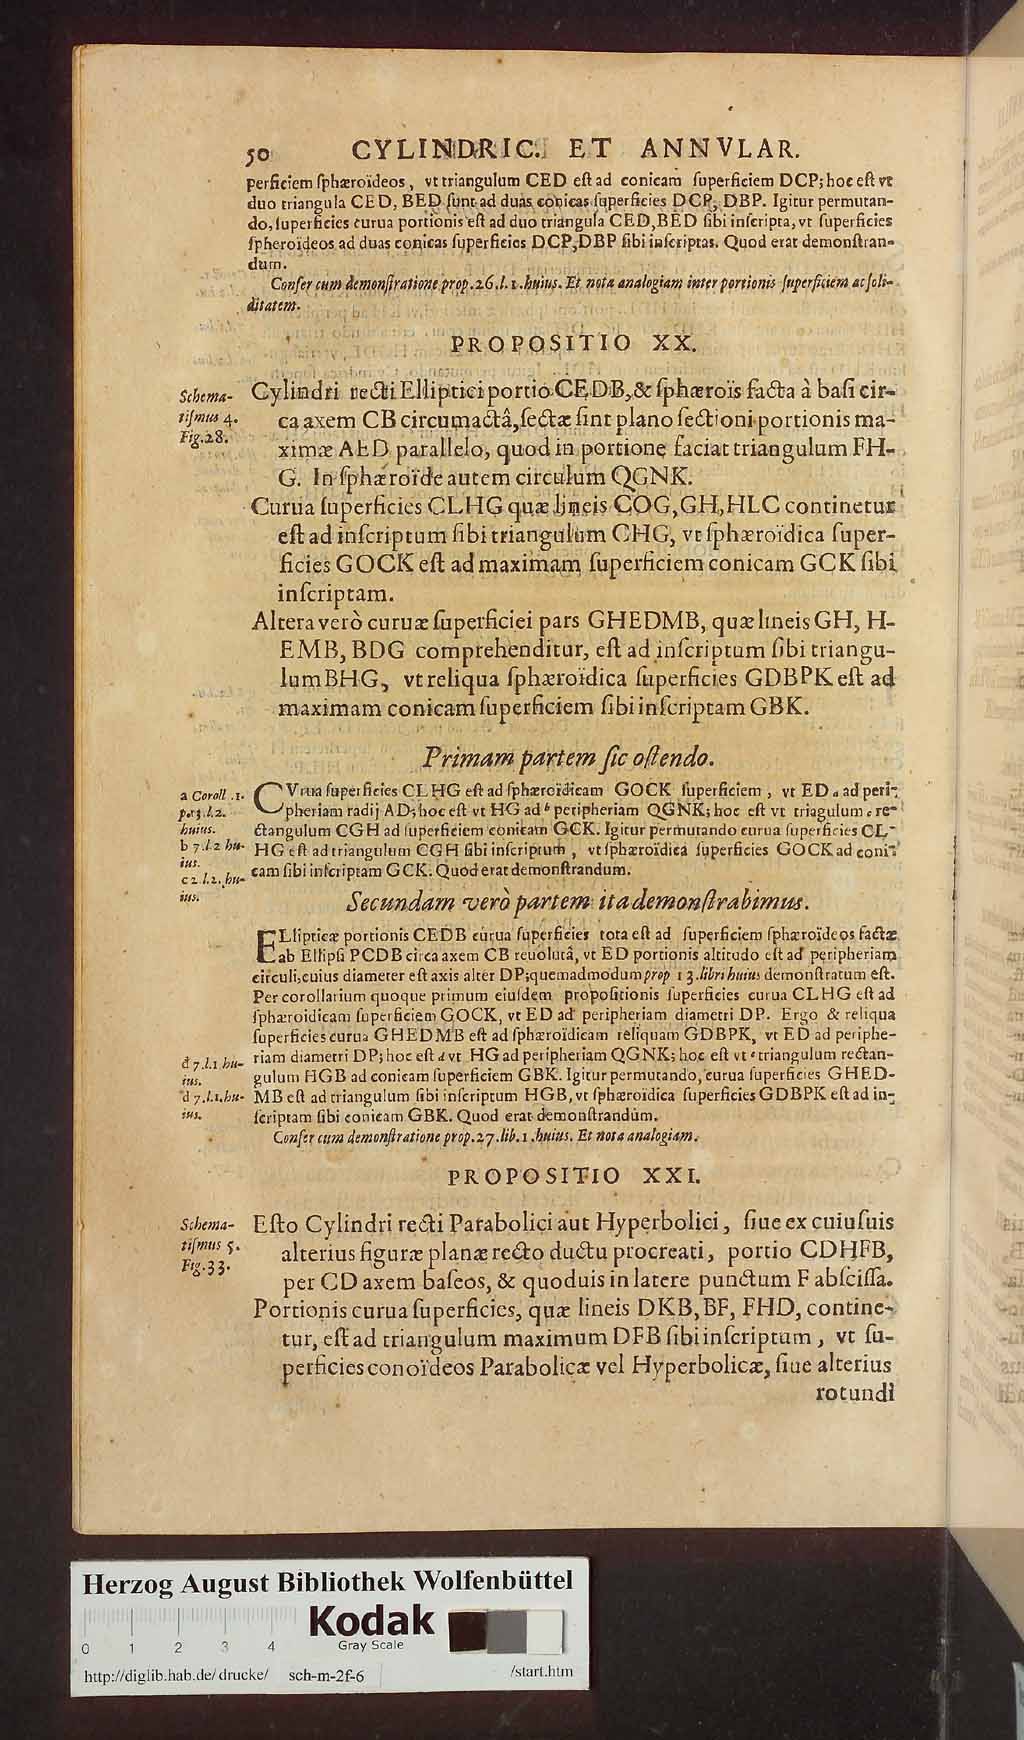 50 CYLINDRIC. ET ANNVLAR.
perficiem ſphæroïdeos, vt triangulum CED eſt ad conicam ſuperficiem DCP; hoc eſt vt
duo triangula CED, BED ſunt ad duas conicas ſuperficies DCP, DBP. Igitur permutan-
do, ſuperficies curua portionis eſt ad duo triangula CED, BED ſibi inſcripta, vt ſuperficies
ſpheroïdeos ad duas conicas ſuperficies DCP, DBP ſibi inſcriptas. Quod erat demonſtran-
dum.
Confer cum demonſtratione prop. 26. l. 1. huius. Et nota analogiam inter portionis ſuperficiem ac ſoli-
ditatem.
PROPOSITIO XX.
Schema-
tiſmus 4.
Fig. 28.
Cylindri recti Elliptici portio CEDB, & ſphæroïs facta à baſi cir-
ca axem CB circumactâ, ſectæ ſint plano ſectioni portionis ma-
ximæ AED parallelo, quod in portione faciat triangulum FH-
G. In ſphæroïde autem circulum QGNK.
Curua ſuperficies CLHG quæ lineis COG, GH, HLC continetur
eſt ad inſcriptum ſibi triangulum CHG, vt ſphæroïdica ſuper-
ficies GOCK eſt ad maximam ſuperficiem conicam GCK ſibi
inſcriptam.
Altera verò curuæ ſuperficiei pars GHEDMB, quæ lineis GH, H-
EMB, BDG comprehenditur, eſt ad inſcriptum ſibi triangu-
lum BHG, vt reliqua ſphæroïdica ſuperficies GDBPK eſt ad
maximam conicam ſuperficiem ſibi inſcriptam GBK.
Primam partem ſic oſtendo.
a Coroll. 1.
p. 13. l. 2.
huius.
b 7. l. 2 hu-
ius.
c 2 l. 2. hu-
ius.
CVrua ſuperficies CLHG eſt ad ſphæroïdicam GOCK ſuperficiem, vt ED a ad peri-
pheriam radij AD; hoc eſt vt HG ad b peripheriam QGNK; hoc eſt vt triagulum c re-
ctangulum CGH ad ſuperficiem conicam GCK. Igitur permutando curua ſuperficies CL-
HG eſt ad triangulum CGH ſibi inſcriptum, vt ſphæroïdica ſuperficies GOCK ad coni-
cam ſibi inſcriptam GCK. Quod erat demonſtrandum.
Secundam verò partem ita demonſtrabimus.
ELlipticæ portionis CEDB curua ſuperficies tota eſt ad ſuperficiem ſphæroïdeos factæ
ab Ellipſi PCDB circa axem CB reuolutâ, vt ED portionis altitudo eſt ad peripheriam
circuli, cuius diameter eſt axis alter DP; quemadmodum prop 13. libri huius demonſtratum eſt.
Per corollarium quoque primum eiuſdem propoſitionis ſuperficies curua CLHG eſt ad
ſphæroidicam ſuperficiem GOCK, vt ED ad peripheriam diametri DP. Ergo & reliqua
ſuperficies curua GHEDMB eſt ad ſphæroïdicam reliquam GDBPK, vt ED ad periphe-
d 7. l. 1. hu-
ius.
d 7. l. 1. hu-
ius.
riam diametri DP; hoc eſt d vt HG ad peripheriam QGNK; hoc eſt vt e triangulum rectan-
gulum HGB ad conicam ſuperficiem GBK. Igitur permutando, curua ſuperficies GHED-
MB eſt ad triangulum ſibi inſcriptum HGB, vt ſphæroidica ſuperficies GDBPK eſt ad in-
ſcriptam ſibi conicam GBK. Quod erat demonſtrandum.
Confer cum demonſtratione prop. 27. lib. 1. huius. Et nota analogiam.
PROPOSITIO XXI.
Schema-
tiſmus 5.
Fig. 33.
Eſto Cylindri recti Parabolici aut Hyperbolici, ſiue ex cuiuſuis
alterius figuræ planæ recto ductu procreati, portio CDHFB,
per CD axem baſeos, & quoduis in latere punctum F abſciſſa.
Portionis curua ſuperficies, quæ lineis DKB, BF, FHD, contine-
tur, eſt ad triangulum maximum DFB ſibi inſcriptum, vt ſu-
perficies conoïdeos Parabolicæ vel Hyperbolicæ, ſiue alterius
rotundi
Herzog August Bibliothek Wolfenbüttel
Kodak
Gray Scale
0 1 2 3 4
http://diglib.hab.de/drucke/ sch-m-2f-6 /start.htm